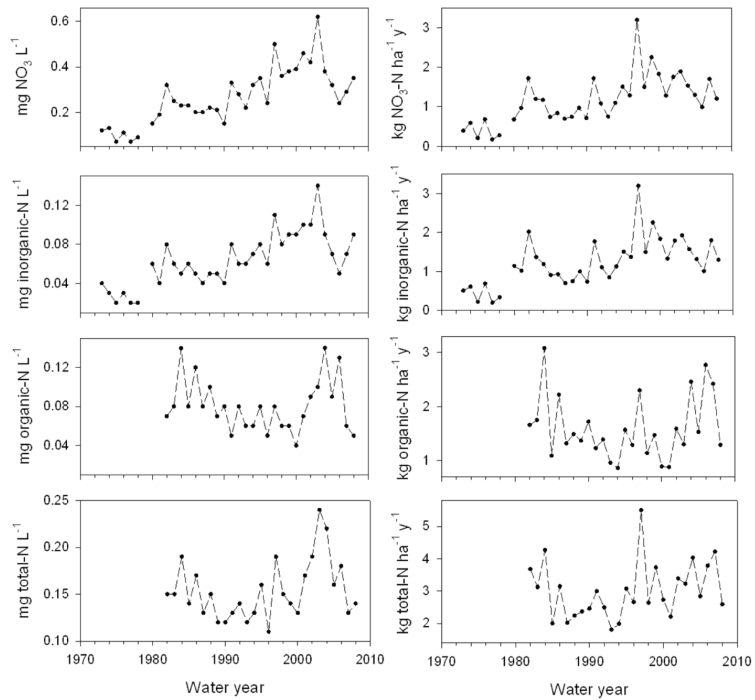 mg NO₃ L⁻¹
0.6
0.4
0.2
kg NO₃-N ha⁻¹ y⁻¹
3
2
1
0
mg inorganic-N L⁻¹
0.12
0.08
0.04
kg inorganic-N ha⁻¹ y⁻¹
3
2
1
0
mg organic-N L⁻¹
0.12
0.08
0.04
kg organic-N ha⁻¹ y⁻¹
3
2
1
mg total-N L⁻¹
0.25
0.20
0.15
0.10
kg total-N ha⁻¹ y⁻¹
5
4
3
2
1970 1980 1990 2000 2010
Water year
1970 1980 1990 2000 2010
Water year